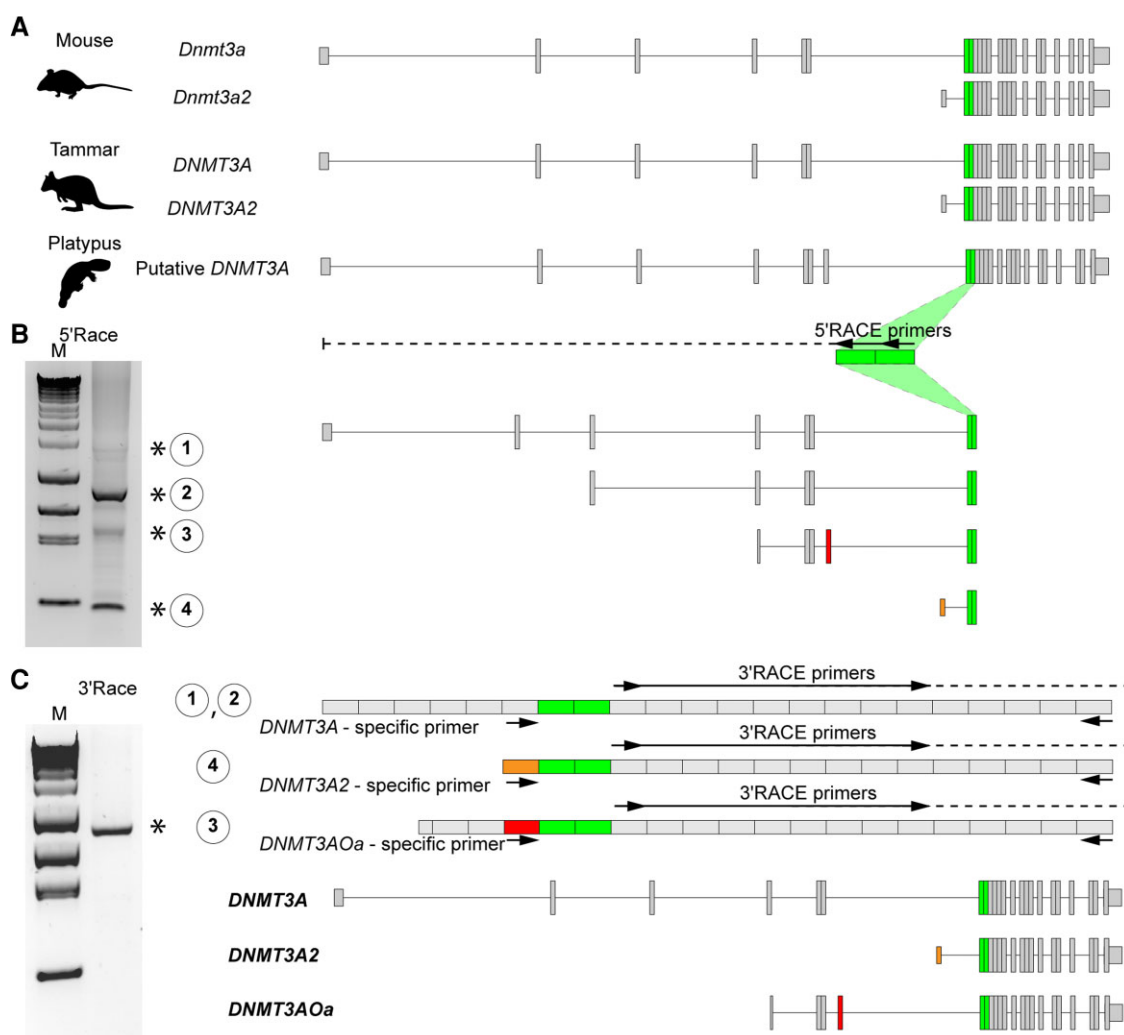 A
Mouse
Dnmt3a
Dnmt3a2
Tammar
DNMT3A
DNMT3A2
Platypus
Putative DNMT3A
B
5'Race
M
5'RACE primers
* 1
* 2
* 3
* 4
C
3'Race
M
*
1 , 2
3'RACE primers
DNMT3A - specific primer
4
3'RACE primers
DNMT3A2 - specific primer
3
3'RACE primers
DNMT3AOa - specific primer
DNMT3A
DNMT3A2
DNMT3AOa